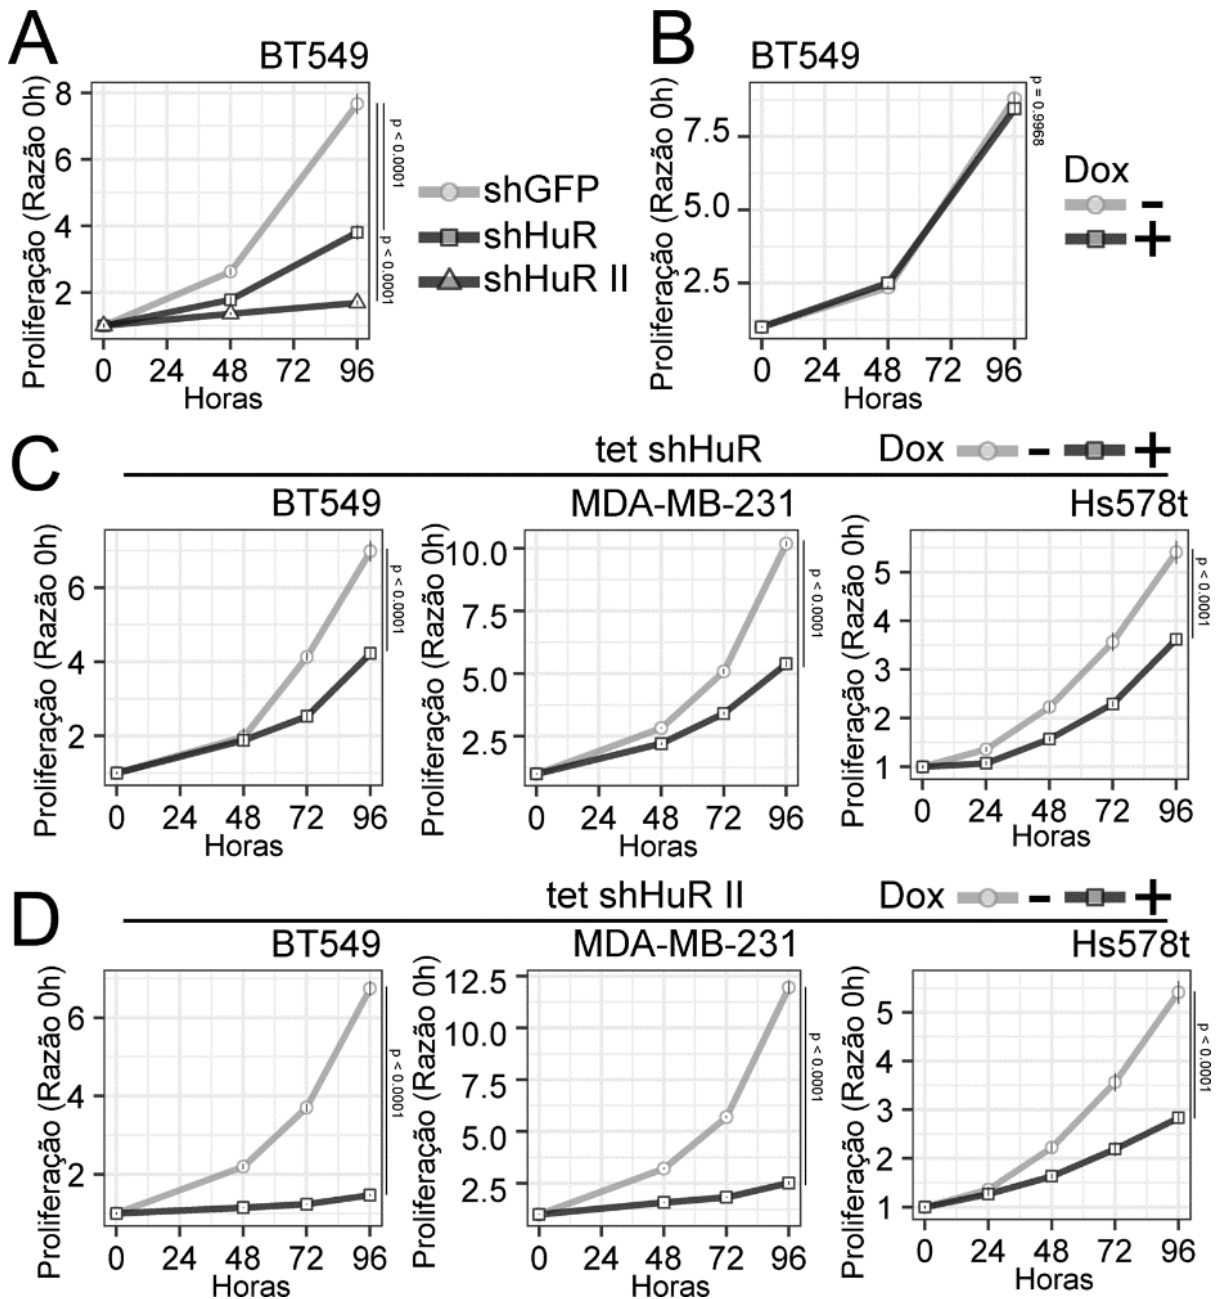 A
BT549
Proliferação (Razão 0h)
8
6
4
2
0 24 48 72 96
Horas
p < 0.0001
p < 0.0001
shGFP
shHuR
shHuR II
B
BT549
Proliferação (Razão 0h)
7.5
5.0
2.5
0 24 48 72 96
Horas
p = 0.9968
Dox
-
+
C
tet shHuR
Dox - +
BT549
Proliferação (Razão 0h)
6
4
2
0 24 48 72 96
Horas
p < 0.0001
MDA-MB-231
Proliferação (Razão 0h)
10.0
7.5
5.0
2.5
0 24 48 72 96
Horas
p < 0.0001
Hs578t
Proliferação (Razão 0h)
5
4
3
2
1
0 24 48 72 96
Horas
p < 0.0001
D
tet shHuR II
Dox - +
BT549
Proliferação (Razão 0h)
6
4
2
0 24 48 72 96
Horas
p < 0.0001
MDA-MB-231
Proliferação (Razão 0h)
12.5
10.0
7.5
5.0
2.5
0 24 48 72 96
Horas
p < 0.0001
Hs578t
Proliferação (Razão 0h)
5
4
3
2
1
0 24 48 72 96
Horas
p < 0.0001